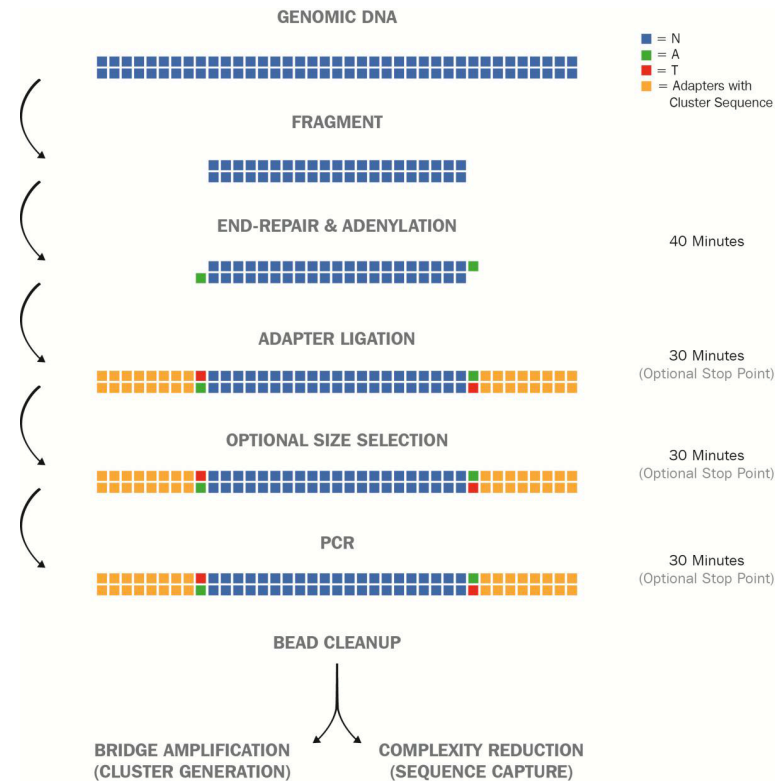 GENOMIC DNA
= N
= A
= T
= Adapters with
Cluster Sequence
FRAGMENT
END-REPAIR & ADENYLATION
40 Minutes
ADAPTER LIGATION
30 Minutes
(Optional Stop Point)
OPTIONAL SIZE SELECTION
30 Minutes
(Optional Stop Point)
PCR
30 Minutes
(Optional Stop Point)
BEAD CLEANUP
BRIDGE AMPLIFICATION
(CLUSTER GENERATION)
COMPLEXITY REDUCTION
(SEQUENCE CAPTURE)